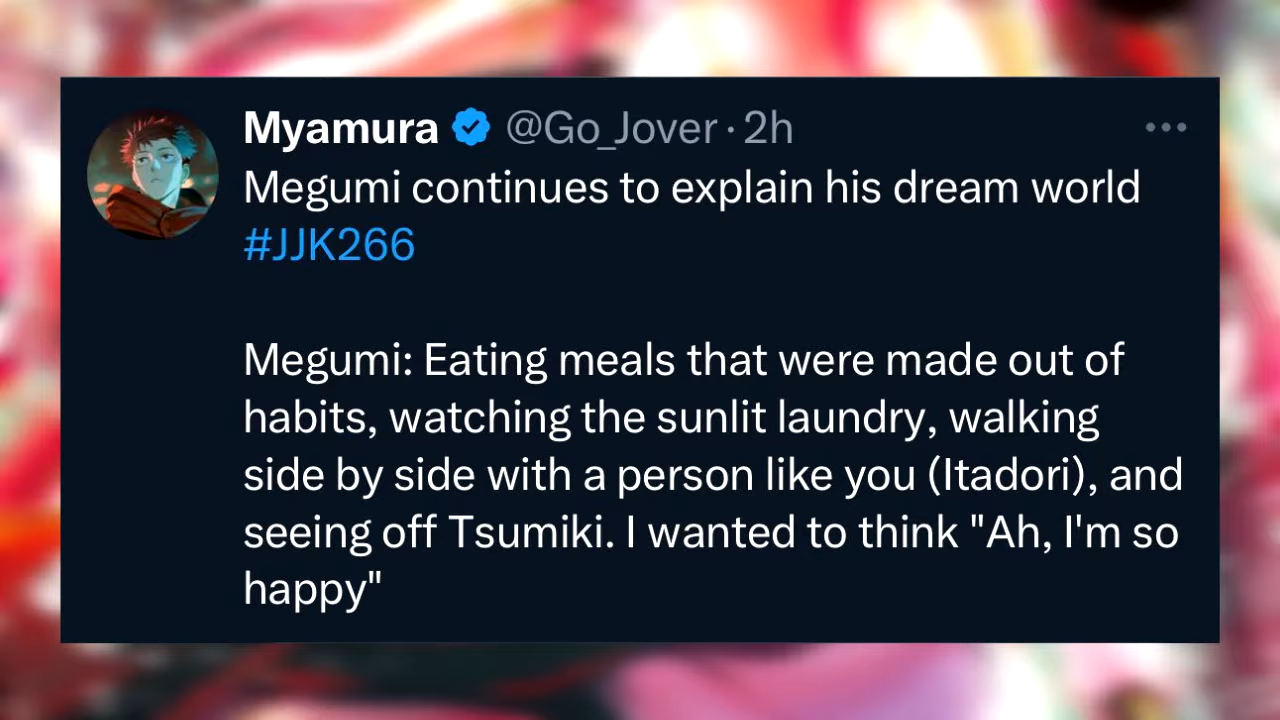 Myamura @Go_Jover · 2h
Megumi continues to explain his dream world
#JJK266
Megumi: Eating meals that were made out of
habits, watching the sunlit laundry, walking
side by side with a person like you (Itadori), and
seeing off Tsumiki. I wanted to think "Ah, I'm so
happy"